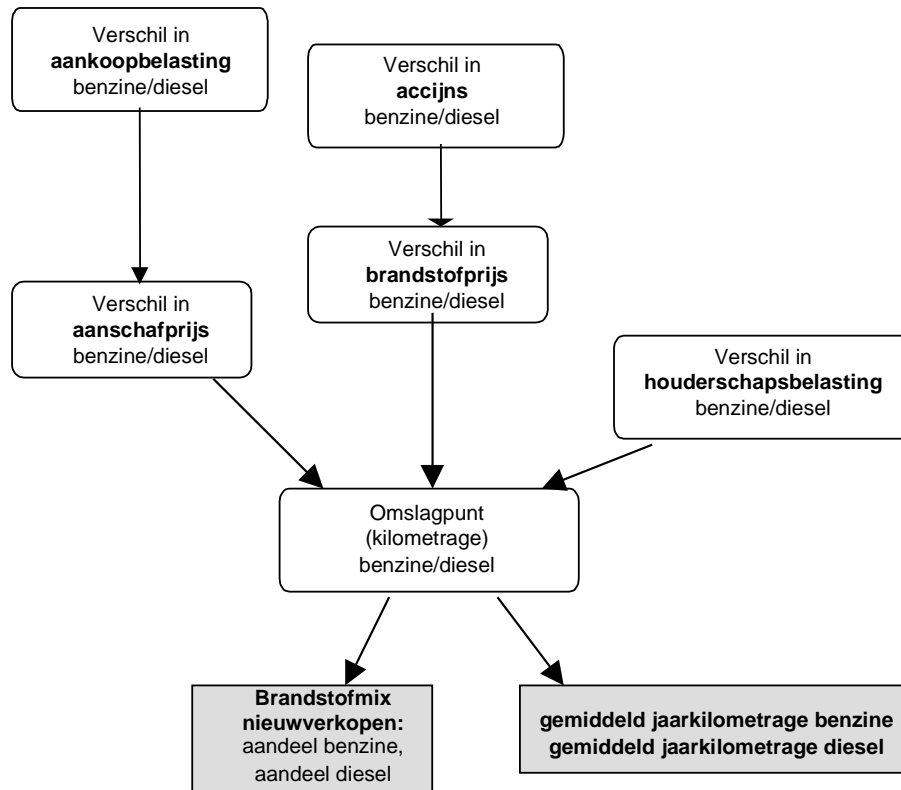 Verschil in
aankoopbelasting
benzine/diesel
Verschil in
accijns
benzine/diesel
Verschil in
brandstofprijs
benzine/diesel
Verschil in
aanschafprijs
benzine/diesel
Verschil in
houderschapsbelasting
benzine/diesel
Omslagpunt
(kilometrage)
benzine/diesel
Brandstofmix
nieuwverkopen:
aandeel benzine,
aandeel diesel
gemiddeld jaarkilometrage benzine
gemiddeld jaarkilometrage diesel